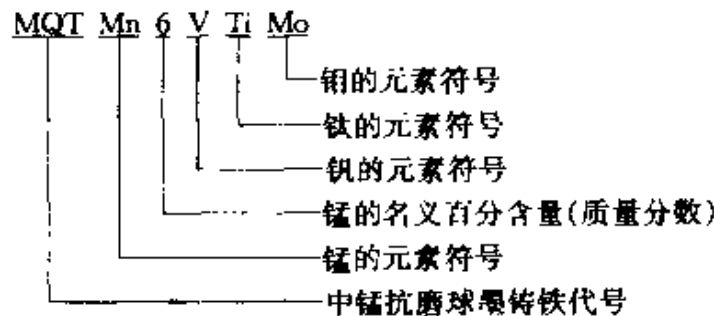 MQT Mn 6 V Ti Mo
钼的元素符号
钛的元素符号
钒的元素符号
锰的名义百分含量(质量分数)
锰的元素符号
中锰抗磨球墨铸铁代号